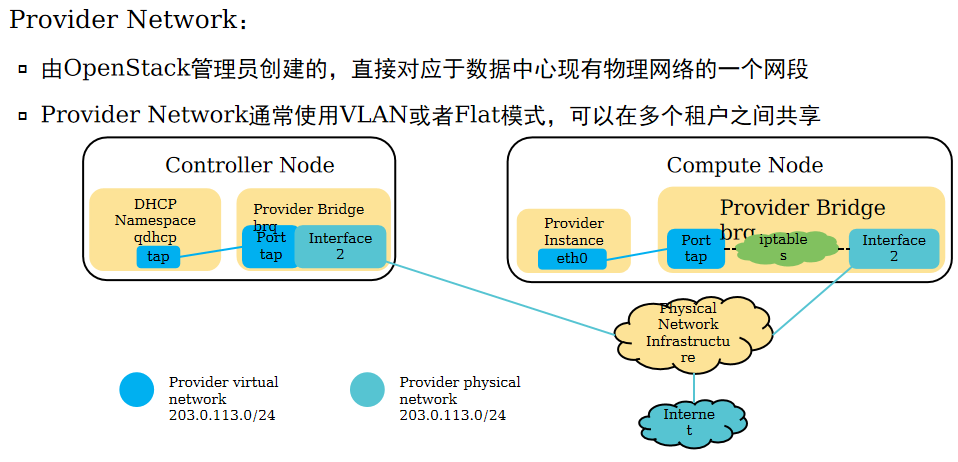 Provider Network：
由OpenStack管理员创建的，直接对应于数据中心现有物理网络的一个网段
Provider Network通常使用VLAN或者Flat模式，可以在多个租户之间共享
Controller Node
DHCP
Namespace
qdhcp
tap
Provider Bridge
brq
Port
tap
Interface
2
Compute Node
Provider
Instance
eth0
Provider Bridge
brq
Port
tap
iptable
s
Interface
2
Physical
Network
Infrastructu
re
Interne
t
Provider virtual
network
203.0.113.0/24
Provider physical
network
203.0.113.0/24